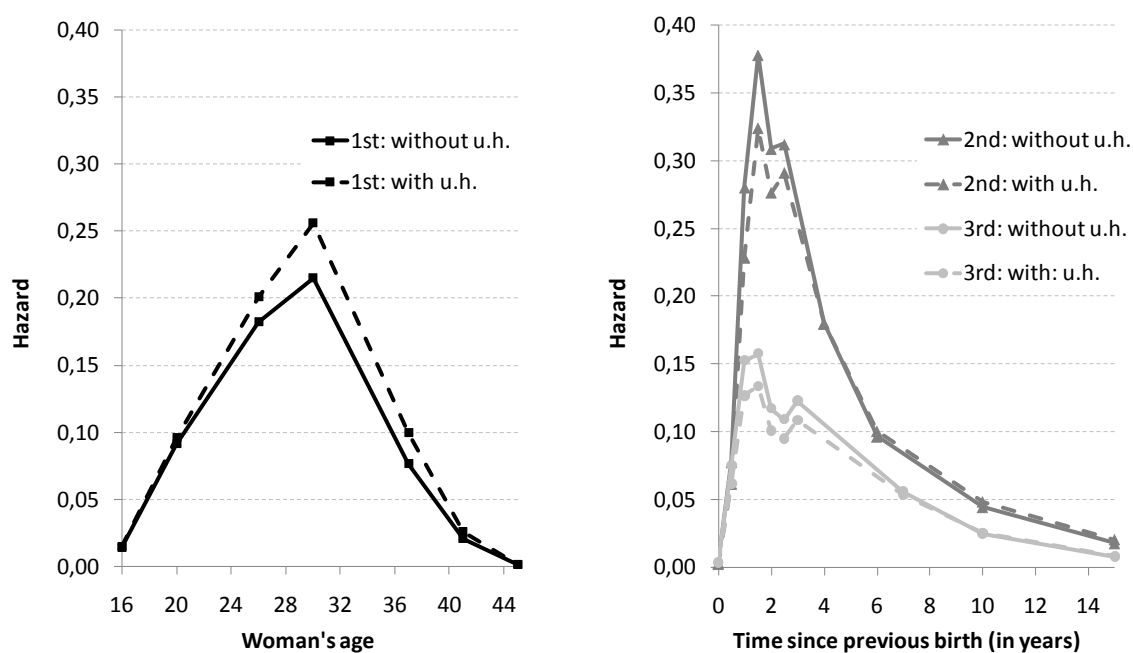 0,40
0,35
0,30
0,25
0,20
0,15
0,10
0,05
0,00
Hazard
16 20 24 28 32 36 40 44
Woman's age
1st: without u.h.
1st: with u.h.
0,40
0,35
0,30
0,25
0,20
0,15
0,10
0,05
0,00
Hazard
0 2 4 6 8 10 12 14
Time since previous birth (in years)
2nd: without u.h.
2nd: with u.h.
3rd: without u.h.
3rd: with: u.h.